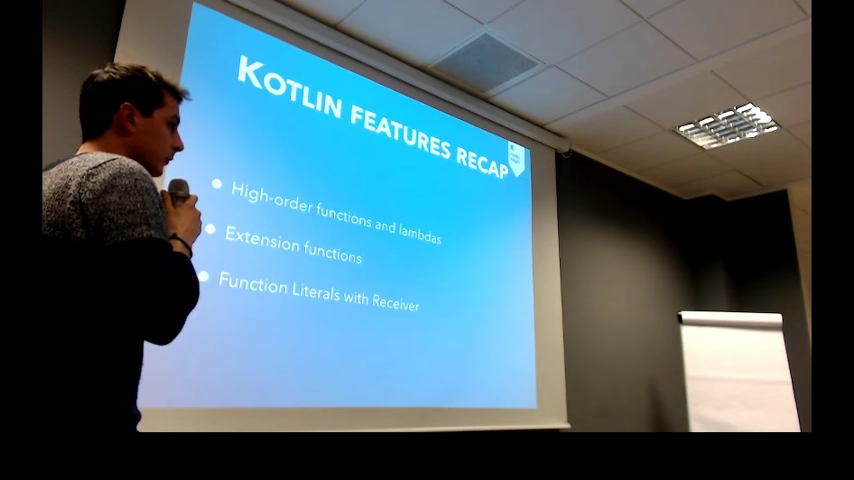 KOTLIN FEATURES RECAP
High-order functions and lambdas
Extension functions
Function Literals with Receiver